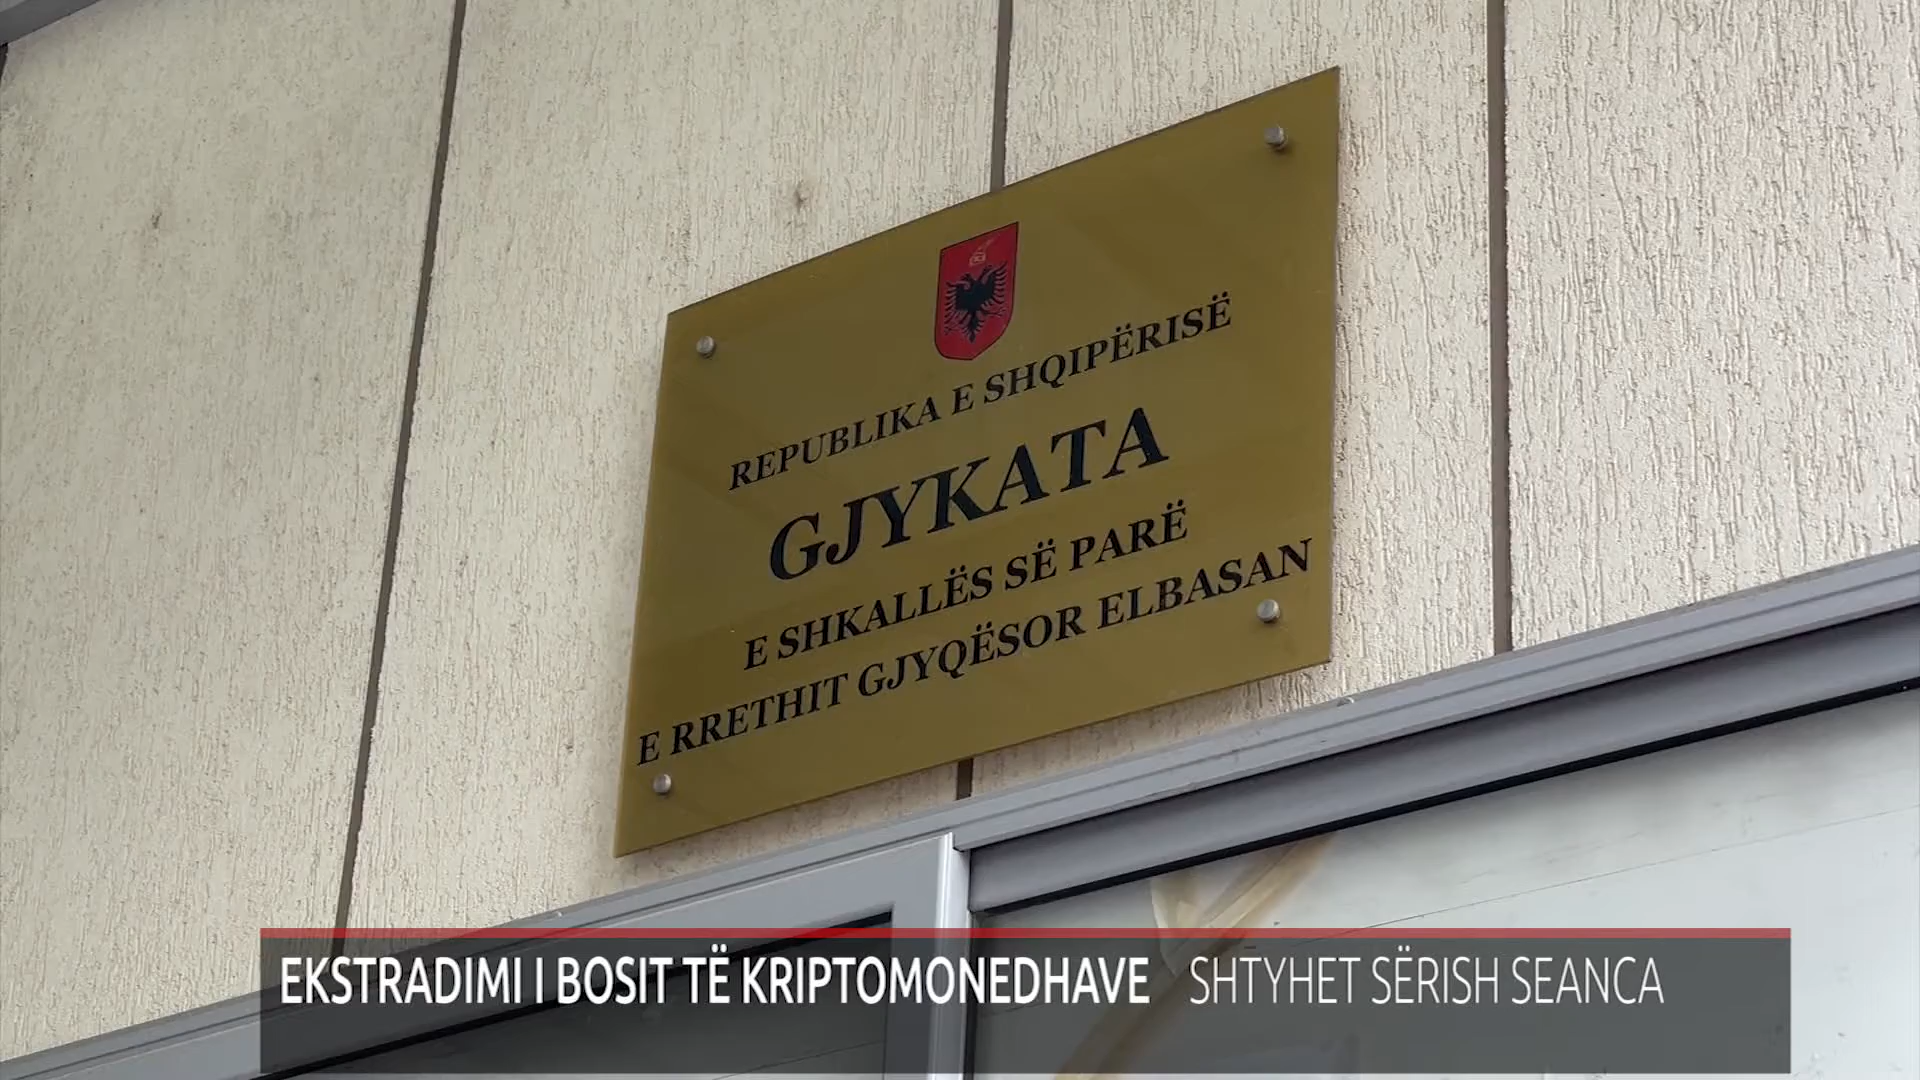 REPUBLIKA E SHQIPËRISË
GJYKATA
E SHKALLËS SË PARË
E RRETHIT GJYQËSOR ELBASAN
EKSTRADIMI I BOSIT TË KRIPTOMONEDHAVE SHTYHET SËRISH SEANCA